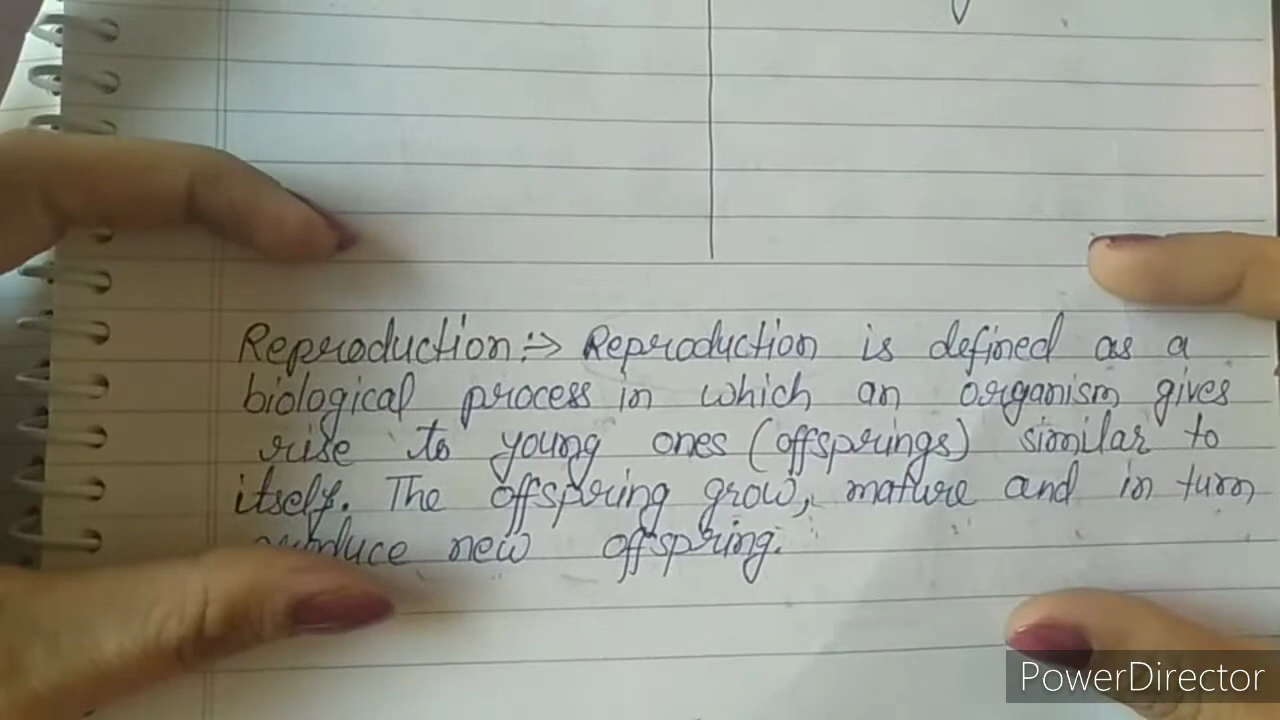 Reproduction :-> Reproduction is defined as a
biological process in which an organism gives
rise to young ones (offsprings) similar to
itself. The offspring grow, mature and in turn
new offspring.
PowerDirector